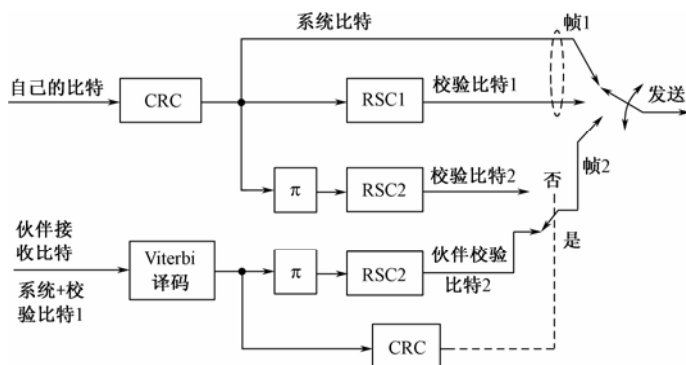 系统比特
帧1
自己的比特
CRC
RSC1
校验比特1
发送
π
RSC2
校验比特2
否
帧2
伙伴接
收比特
系统+校
验比特1
Viterbi
译码
π
RSC2
伙伴校验
比特2
是
CRC